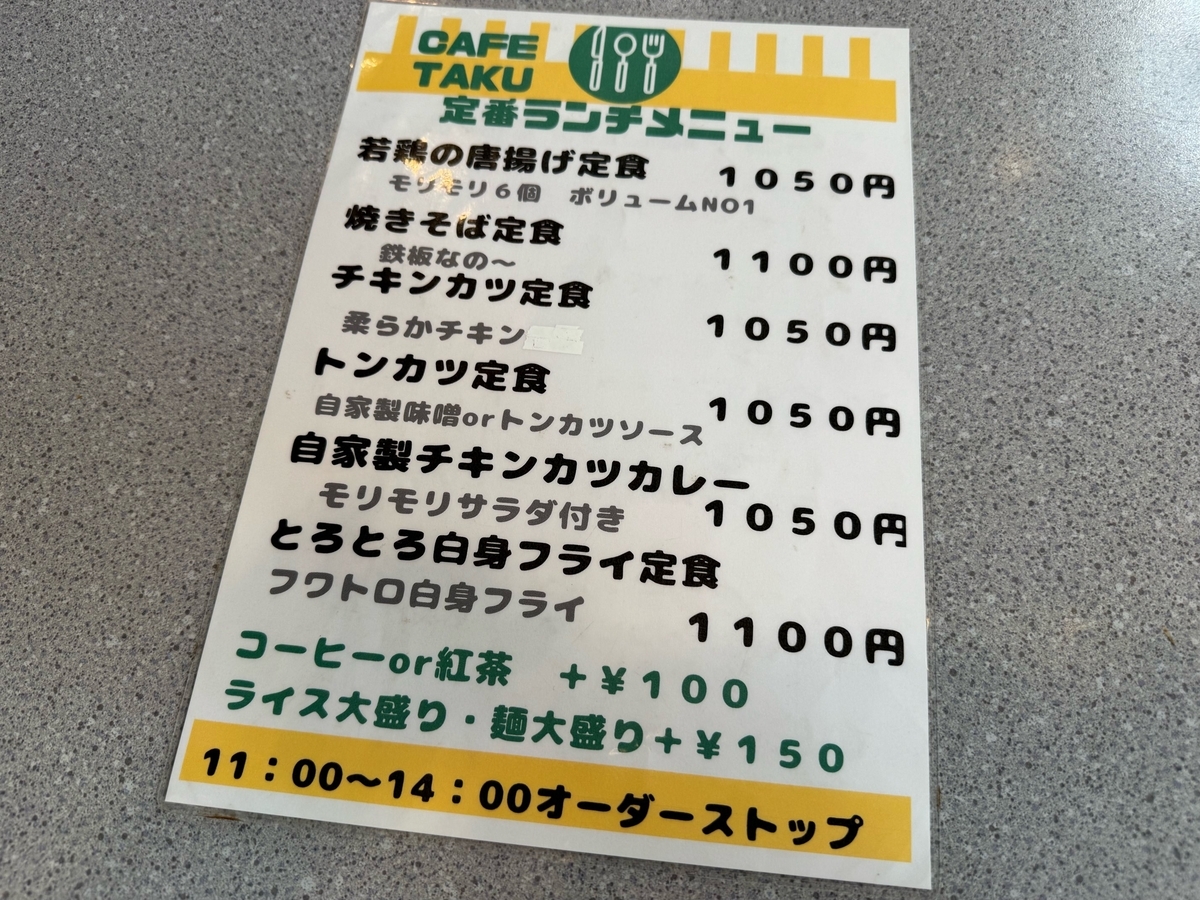 CAFE
TAKU
定番ランチメニュー
若鶏の唐揚げ定食 １０５０円
モリモリ６個　ボリュームNO1
焼きそば定食
鉄板なの〜 １１００円
チキンカツ定食
柔らかチキン １０５０円
トンカツ定食
自家製味噌orトンカツソース １０５０円
自家製チキンカツカレー
モリモリサラダ付き １０５０円
とろとろ白身フライ定食
フワトロ白身フライ １１００円
コーヒーor紅茶　＋￥１００
ライス大盛り・麺大盛り＋￥１５０
11：00〜14：00オーダーストップ